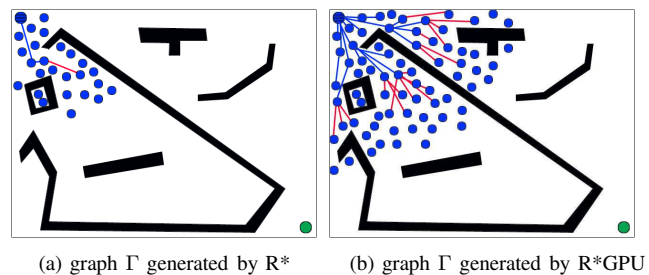 (a) graph Γ generated by R*
(b) graph Γ generated by R*GPU